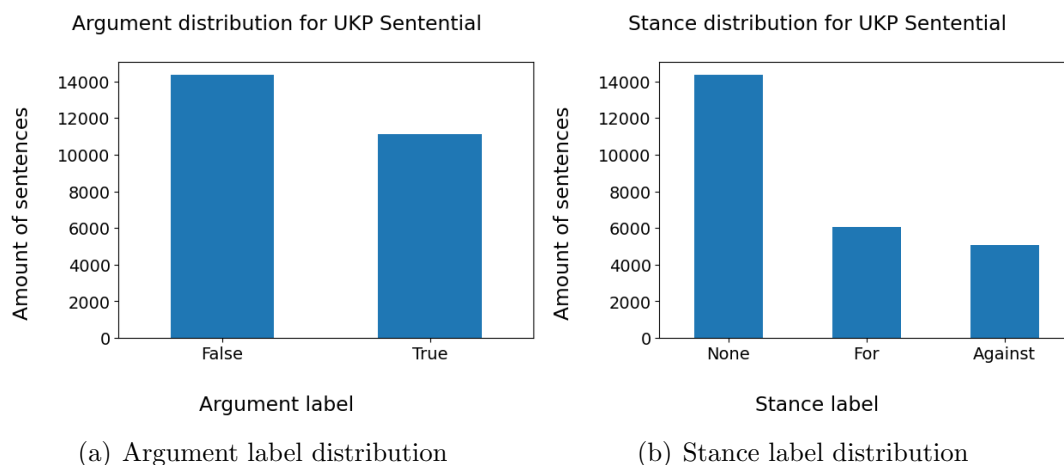 Argument distribution for UKP Sentential
Amount of sentences
14000
12000
10000
8000
6000
4000
2000
0
False
True
Argument label
(a) Argument label distribution
Stance distribution for UKP Sentential
Amount of sentences
14000
12000
10000
8000
6000
4000
2000
0
None
For
Against
Stance label
(b) Stance label distribution